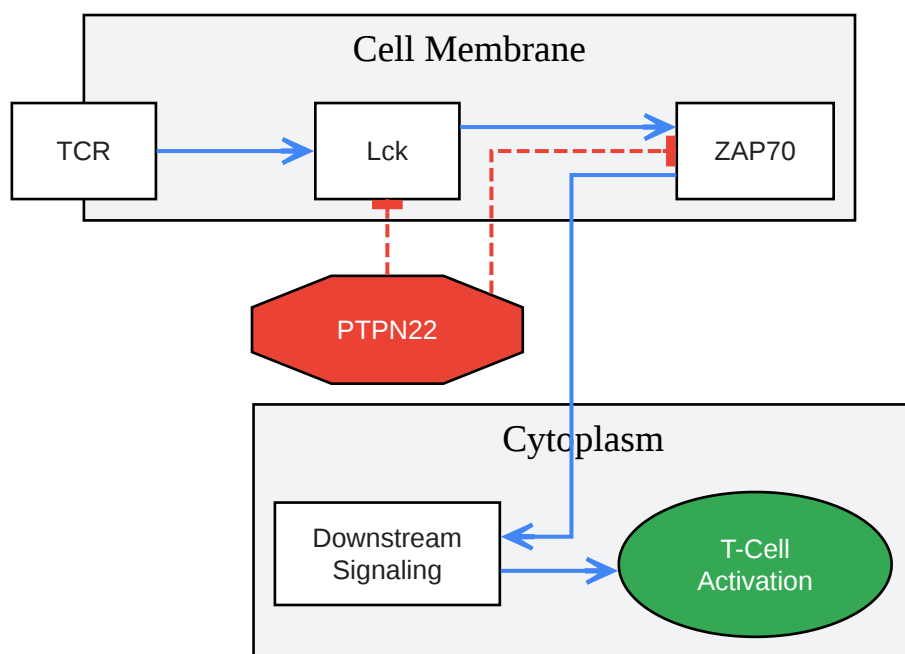 Cell Membrane
TCR
Lck
ZAP70
PTPN22
Cytoplasm
Downstream
Signaling
T-Cell
Activation